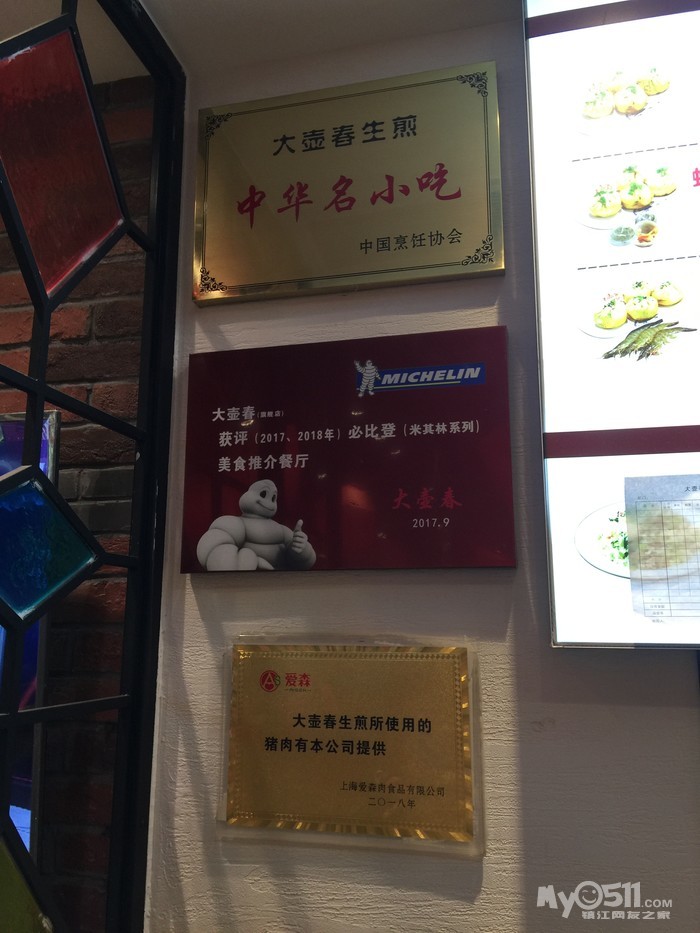 大壶春生煎
中华名小吃
中国烹饪协会
MICHELIN
大壶春（旗舰店）
获评（2017、2018年）必比登（米其林系列）
美食推介餐厅
大壶春
2017.9
爱森
大壶春生煎所使用的
猪肉有本公司提供
上海爱森肉食品有限公司
二〇一八年
My0511.COM
镇江网友之家